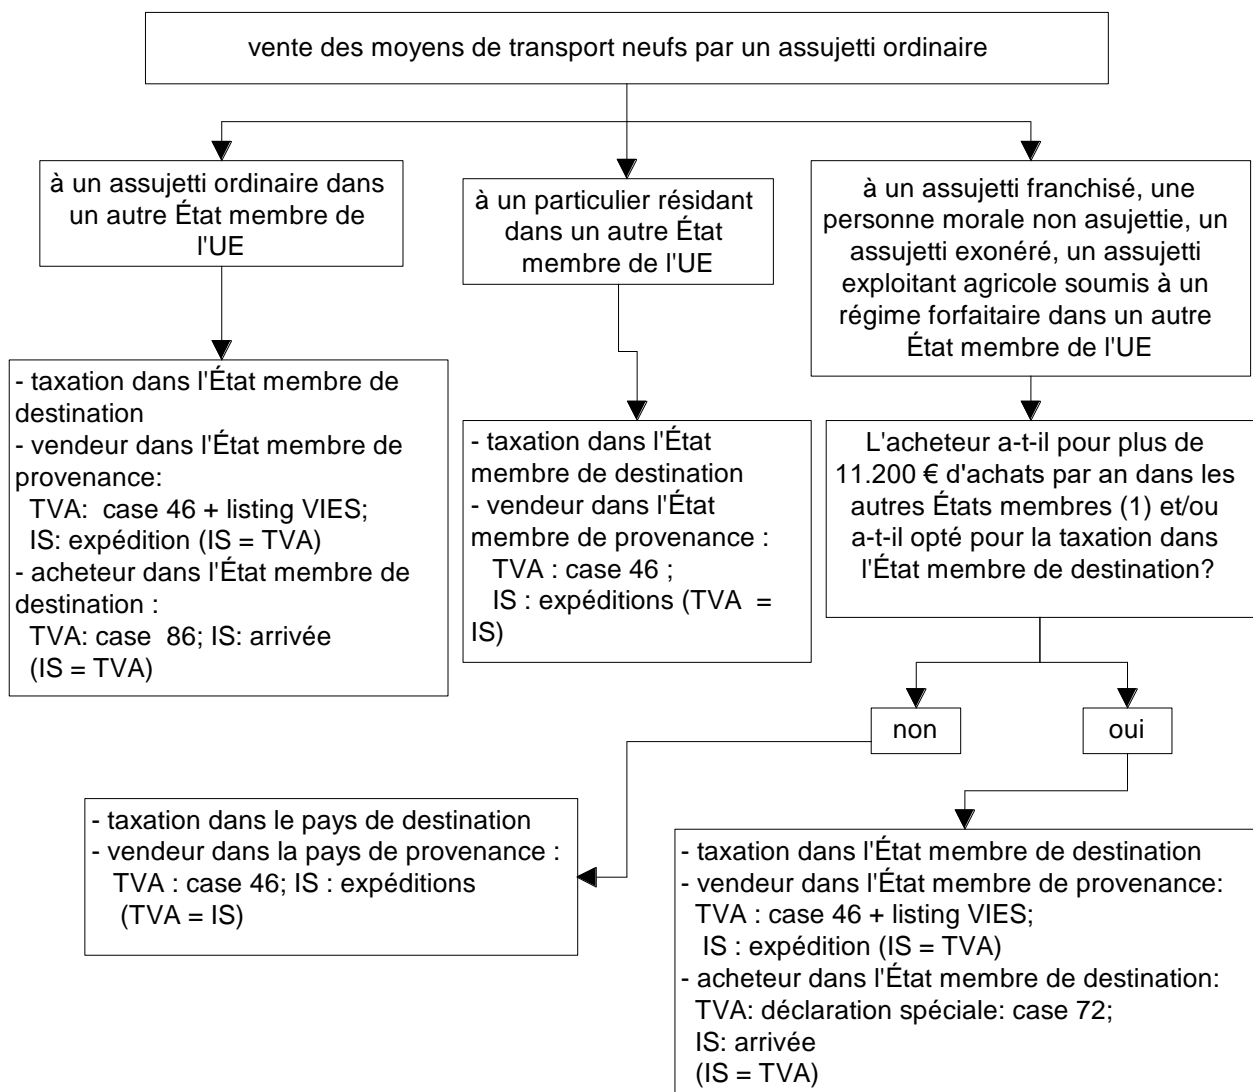 vente des moyens de transport neufs par un assujetti ordinaire
à un assujetti ordinaire dans
un autre État membre de
l'UE
à un particulier résidant
dans un autre État
membre de l'UE
à un assujetti franchisé, une
personne morale non asujettie, un
assujetti exonéré, un assujetti
exploitant agricole soumis à un
régime forfaitaire dans un autre
État membre de l'UE
- taxation dans l'État membre de
destination
- vendeur dans l'État membre de
provenance:
TVA: case 46 + listing VIES;
IS: expédition (IS = TVA)
- acheteur dans l'État membre de
destination :
TVA: case 86; IS: arrivée
(IS = TVA)
- taxation dans l'État
membre de destination
- vendeur dans l'État
membre de provenance :
TVA : case 46 ;
IS : expéditions (TVA =
IS)
L'acheteur a-t-il pour plus de
11.200 € d'achats par an dans les
autres États membres (1) et/ou
a-t-il opté pour la taxation dans
l'État membre de destination?
non
oui
- taxation dans le pays de destination
- vendeur dans la pays de provenance :
TVA : case 46; IS : expéditions
(TVA = IS)
- taxation dans l'État membre de destination
- vendeur dans l'État membre de provenance:
TVA : case 46 + listing VIES;
IS : expédition (IS = TVA)
- acheteur dans l'État membre de destination:
TVA: déclaration spéciale: case 72;
IS: arrivée
(IS = TVA)